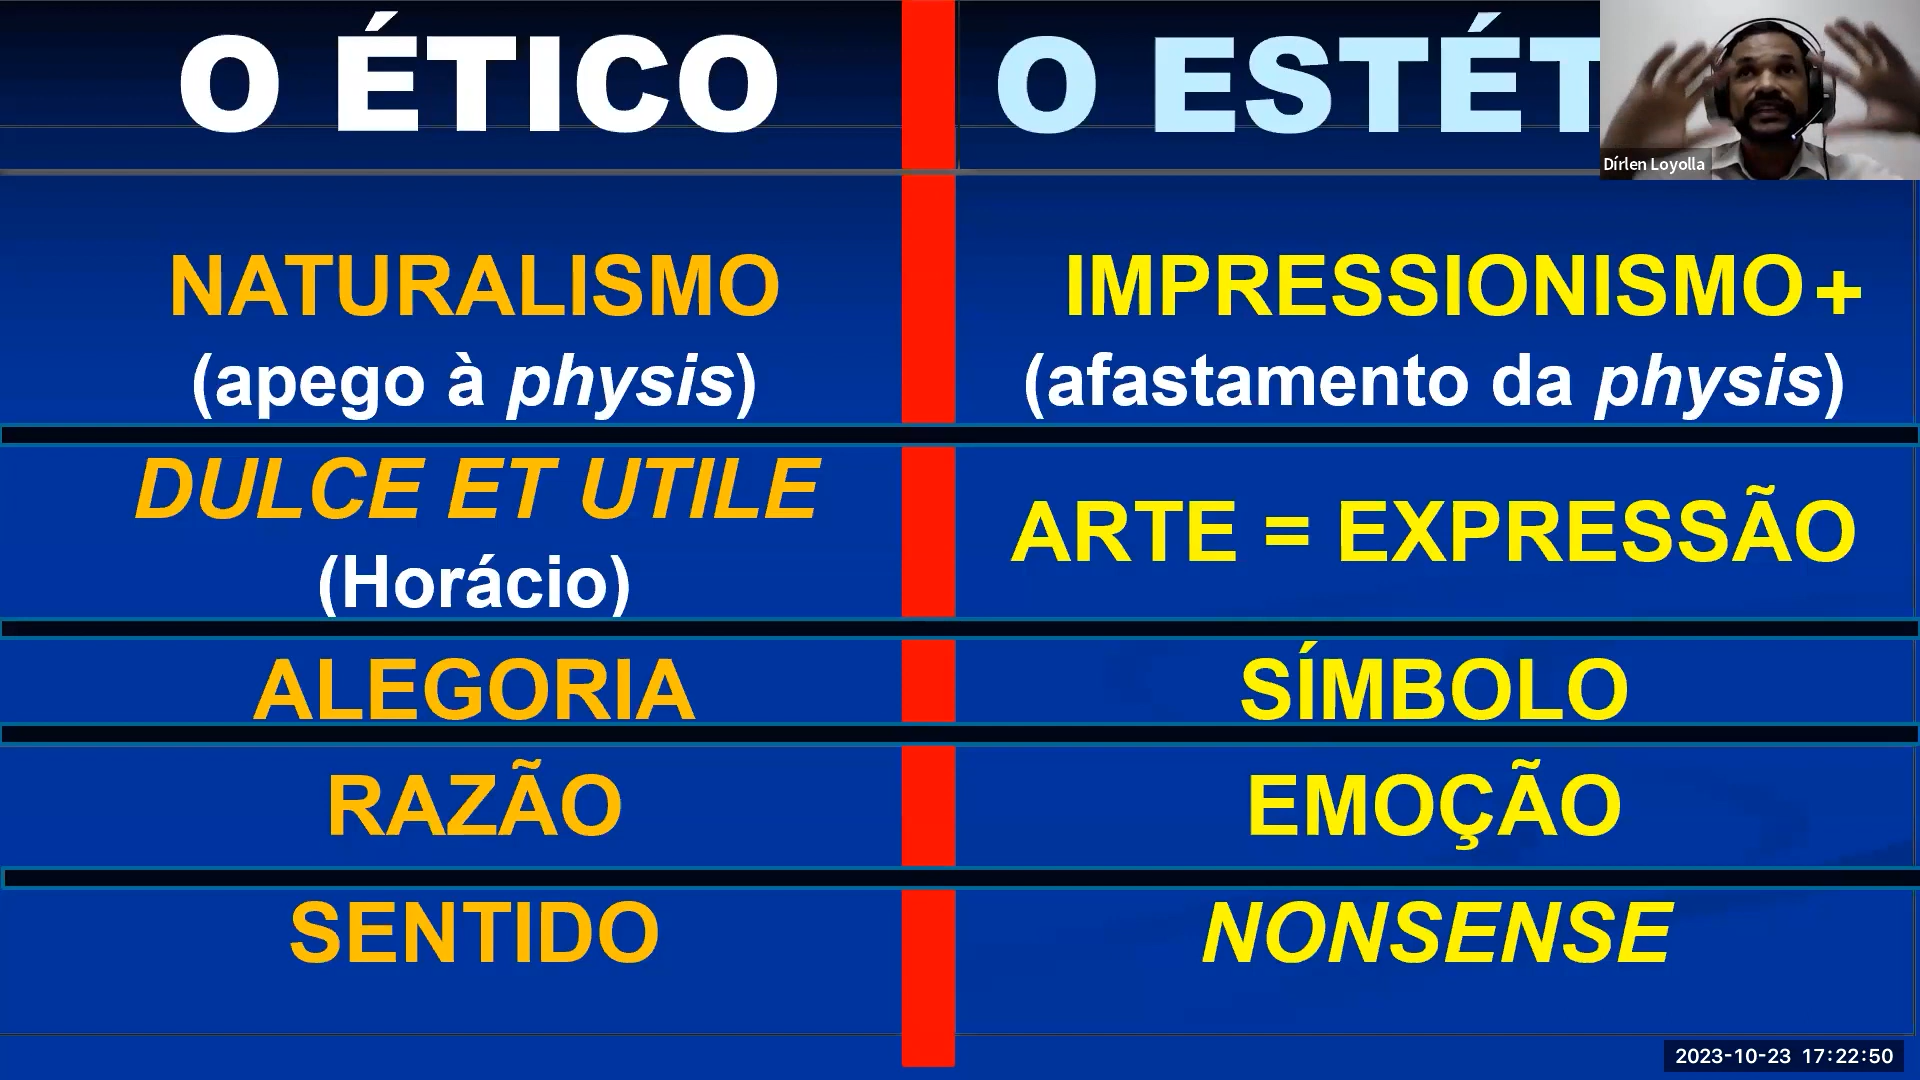 O ÉTICO
O ESTÉT
Dírlen Loyolla
NATURALISMO
(apego à physis)
IMPRESSIONISMO+
(afastamento da physis)
DULCE ET UTILE
(Horácio)
ARTE = EXPRESSÃO
ALEGORIA
SÍMBOLO
RAZÃO
EMOÇÃO
SENTIDO
NONSENSE
2023-10-23 17:22:50